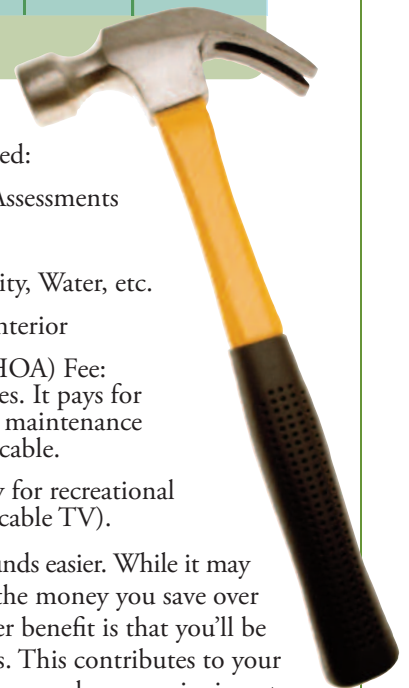 ed:
Assessments
ity, Water, etc.
nterior
HOA) Fee:
es. It pays for
maintenance
cable.
y for recreational
cable TV).
unds easier. While it may
the money you save over
er benefit is that you’ll be
s. This contributes to your